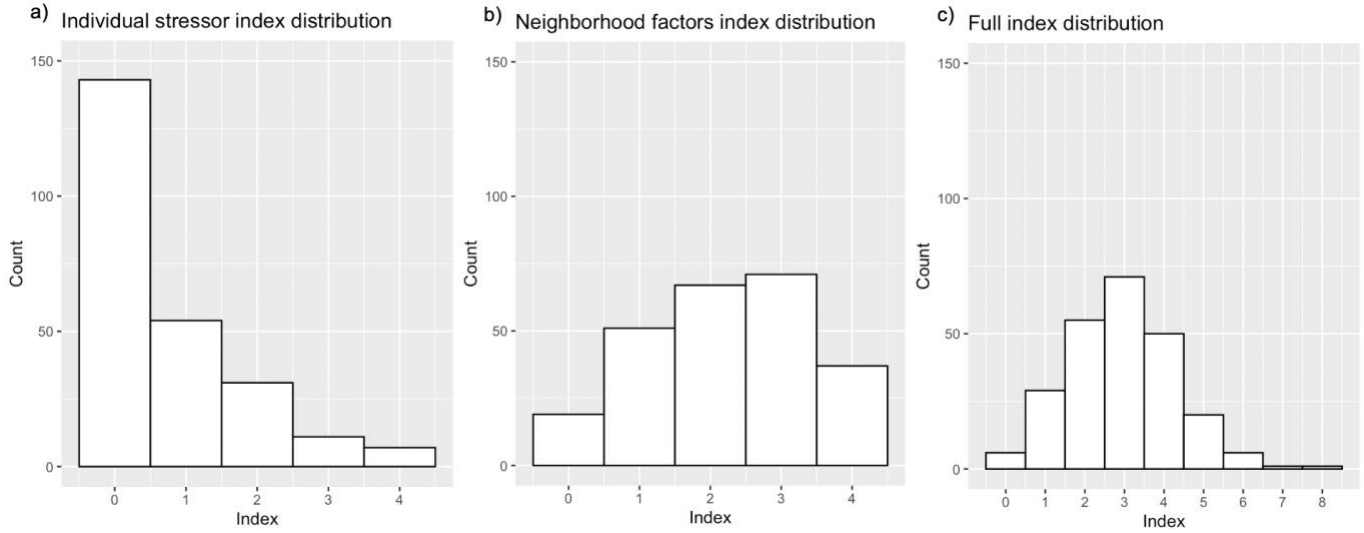 a) Individual stressor index distribution
150
100
50
0
Count
0 1 2 3 4
Index
b) Neighborhood factors index distribution
150
100
50
0
Count
0 1 2 3 4
Index
c) Full index distribution
150
100
50
0
Count
0 1 2 3 4 5 6 7 8
Index